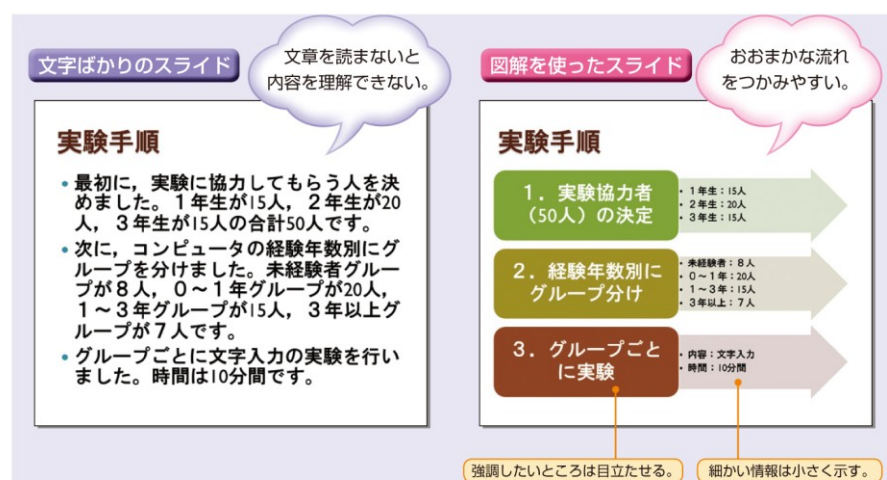 文字ばかりのスライド
文章を読まないと
内容を理解できない。
実験手順
• 最初に，実験に協力してもらう人を決
めました。１年生が15人，２年生が20
人，３年生が15人の合計50人です。
• 次に，コンピュータの経験年数別にグ
ループを分けました。未経験者グルー
プが８人，０～１年グループが20人，
１～３年グループが15人，３年以上グ
ループが７人です。
• グループごとに文字入力の実験を行い
ました。時間は10分間です。
図解を使ったスライド
おおまかな流れ
をつかみやすい。
実験手順
１．実験協力者
（50人）の決定
• １年生：15人
• ２年生：20人
• ３年生：15人
２．経験年数別に
グループ分け
• 未経験者：８人
• ０～１年：20人
• １～３年：15人
• ３年以上：７人
３．グループごと
に実験
• 内容：文字入力
• 時間：10分間
強調したいところは目立たせる。
細かい情報は小さく示す。